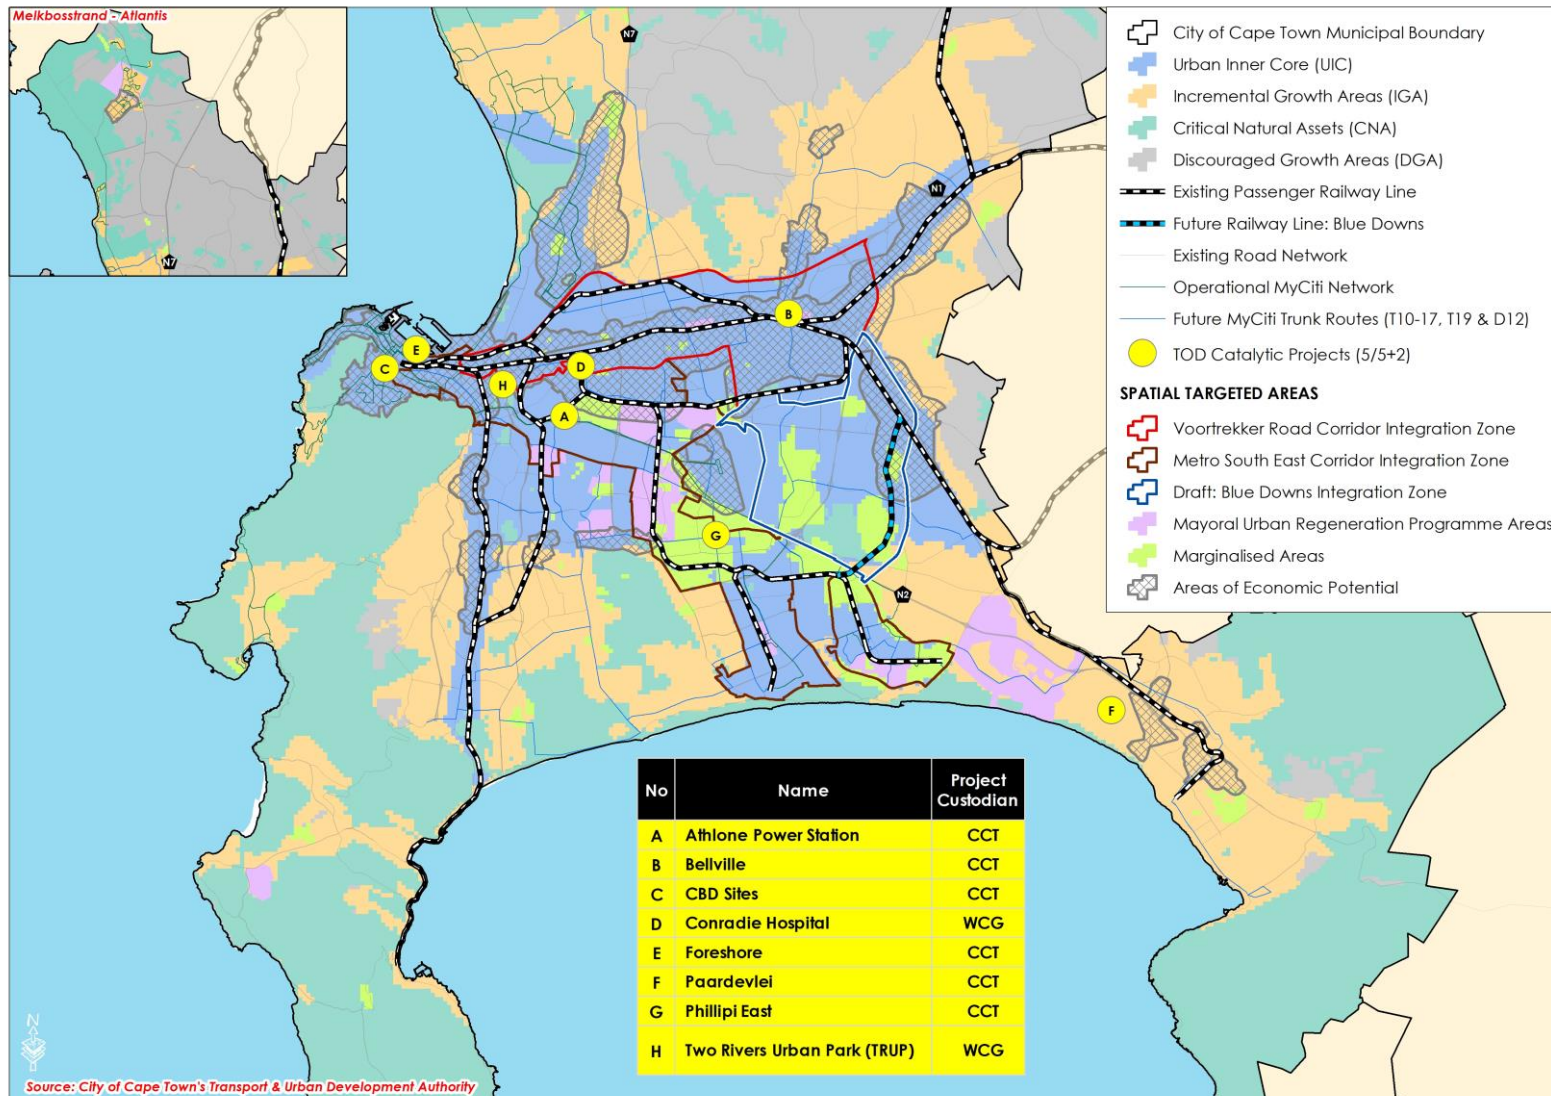 Melkbosstrand - Atlantis
N7
N7
N1
N2
E
C
H
D
A
B
G
F
City of Cape Town Municipal Boundary
Urban Inner Core (UIC)
Incremental Growth Areas (IGA)
Critical Natural Assets (CNA)
Discouraged Growth Areas (DGA)
Existing Passenger Railway Line
Future Railway Line: Blue Downs
Existing Road Network
Operational MyCiti Network
Future MyCiti Trunk Routes (T10-17, T19 & D12)
TOD Catalytic Projects (5/5+2)
SPATIAL TARGETED AREAS
Voortrekker Road Corridor Integration Zone
Metro South East Corridor Integration Zone
Draft: Blue Downs Integration Zone
Mayoral Urban Regeneration Programme Areas
Marginalised Areas
Areas of Economic Potential
No Name Project Custodian
A Athlone Power Station CCT
B Bellville CCT
C CBD Sites CCT
D Conradie Hospital WCG
E Foreshore CCT
F Paardevlei CCT
G Phillipi East CCT
H Two Rivers Urban Park (TRUP) WCG
N
Source: City of Cape Town's Transport & Urban Development Authority